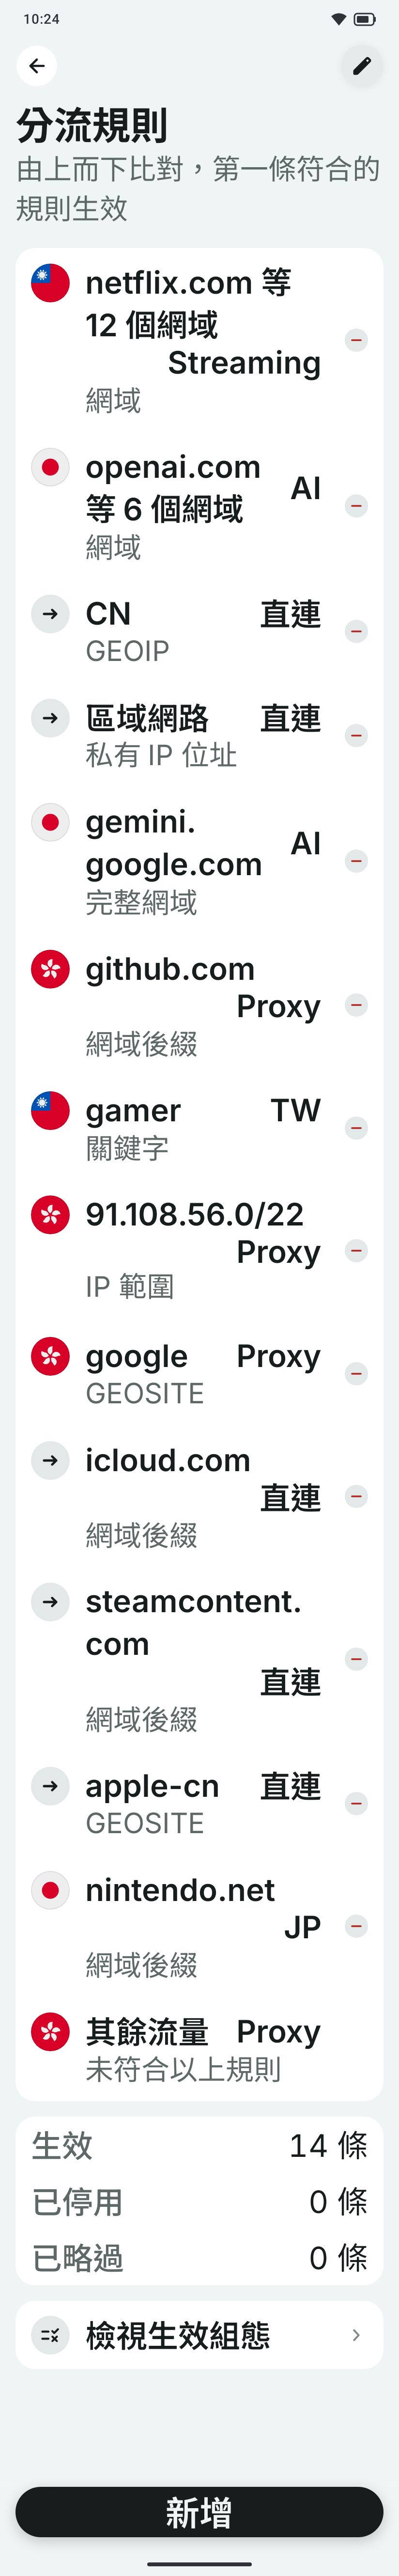 10:24
分流規則
由上而下比對，第一條符合的
規則生效
netflix.com 等
12 個網域
Streaming
網域
openai.com
等 6 個網域
AI
網域
CN
直連
GEOIP
區域網路
直連
私有 IP 位址
gemini.
google.com
AI
完整網域
github.com
Proxy
網域後綴
gamer
TW
關鍵字
91.108.56.0/22
Proxy
IP 範圍
google
Proxy
GEOSITE
icloud.com
直連
網域後綴
steamcontent.
com
直連
網域後綴
apple-cn
直連
GEOSITE
nintendo.net
JP
網域後綴
其餘流量
Proxy
未符合以上規則
生效
14 條
已停用
0 條
已略過
0 條
檢視生效組態
新增